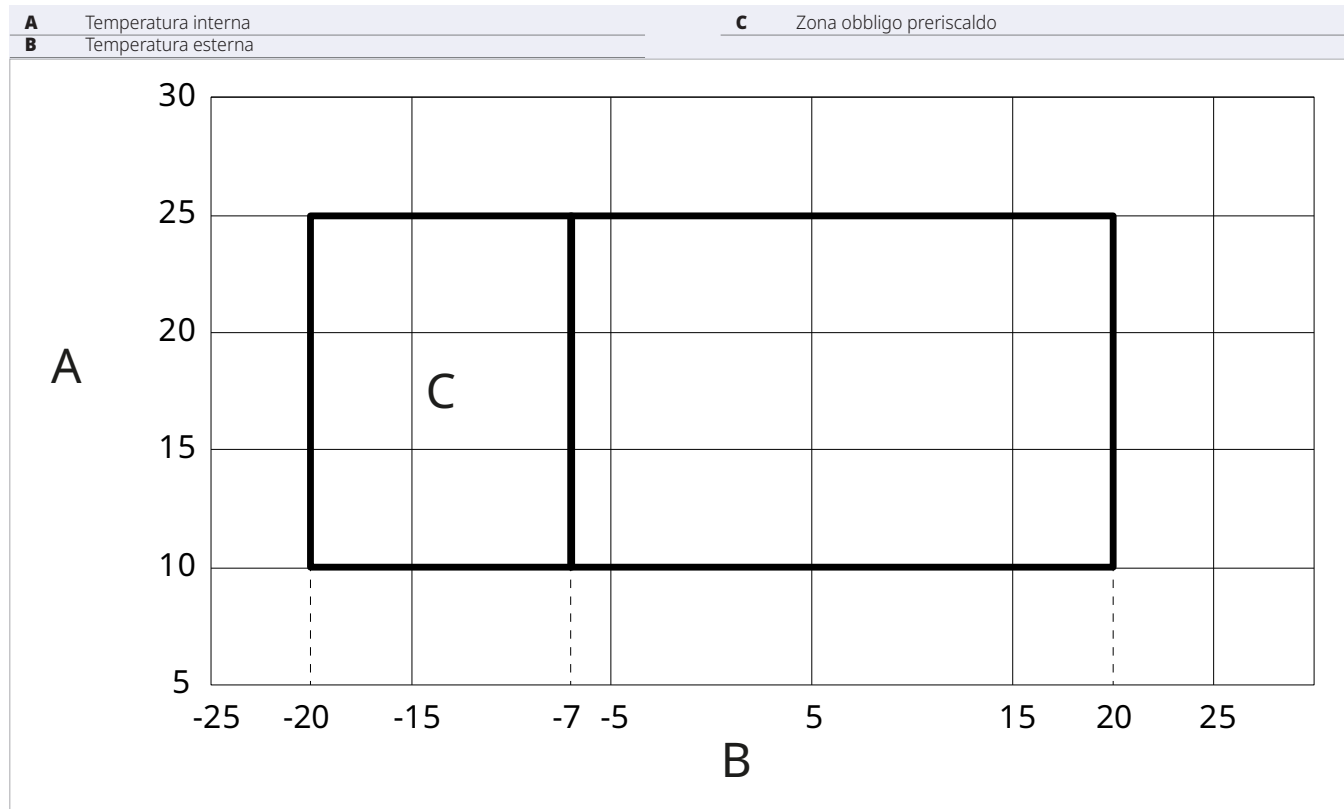 A Temperatura interna
B Temperatura esterna
C Zona obbligo preriscaldo
30
25
20
A
C
15
10
5
-25 -20 -15 -7 -5 5 15 20 25
B